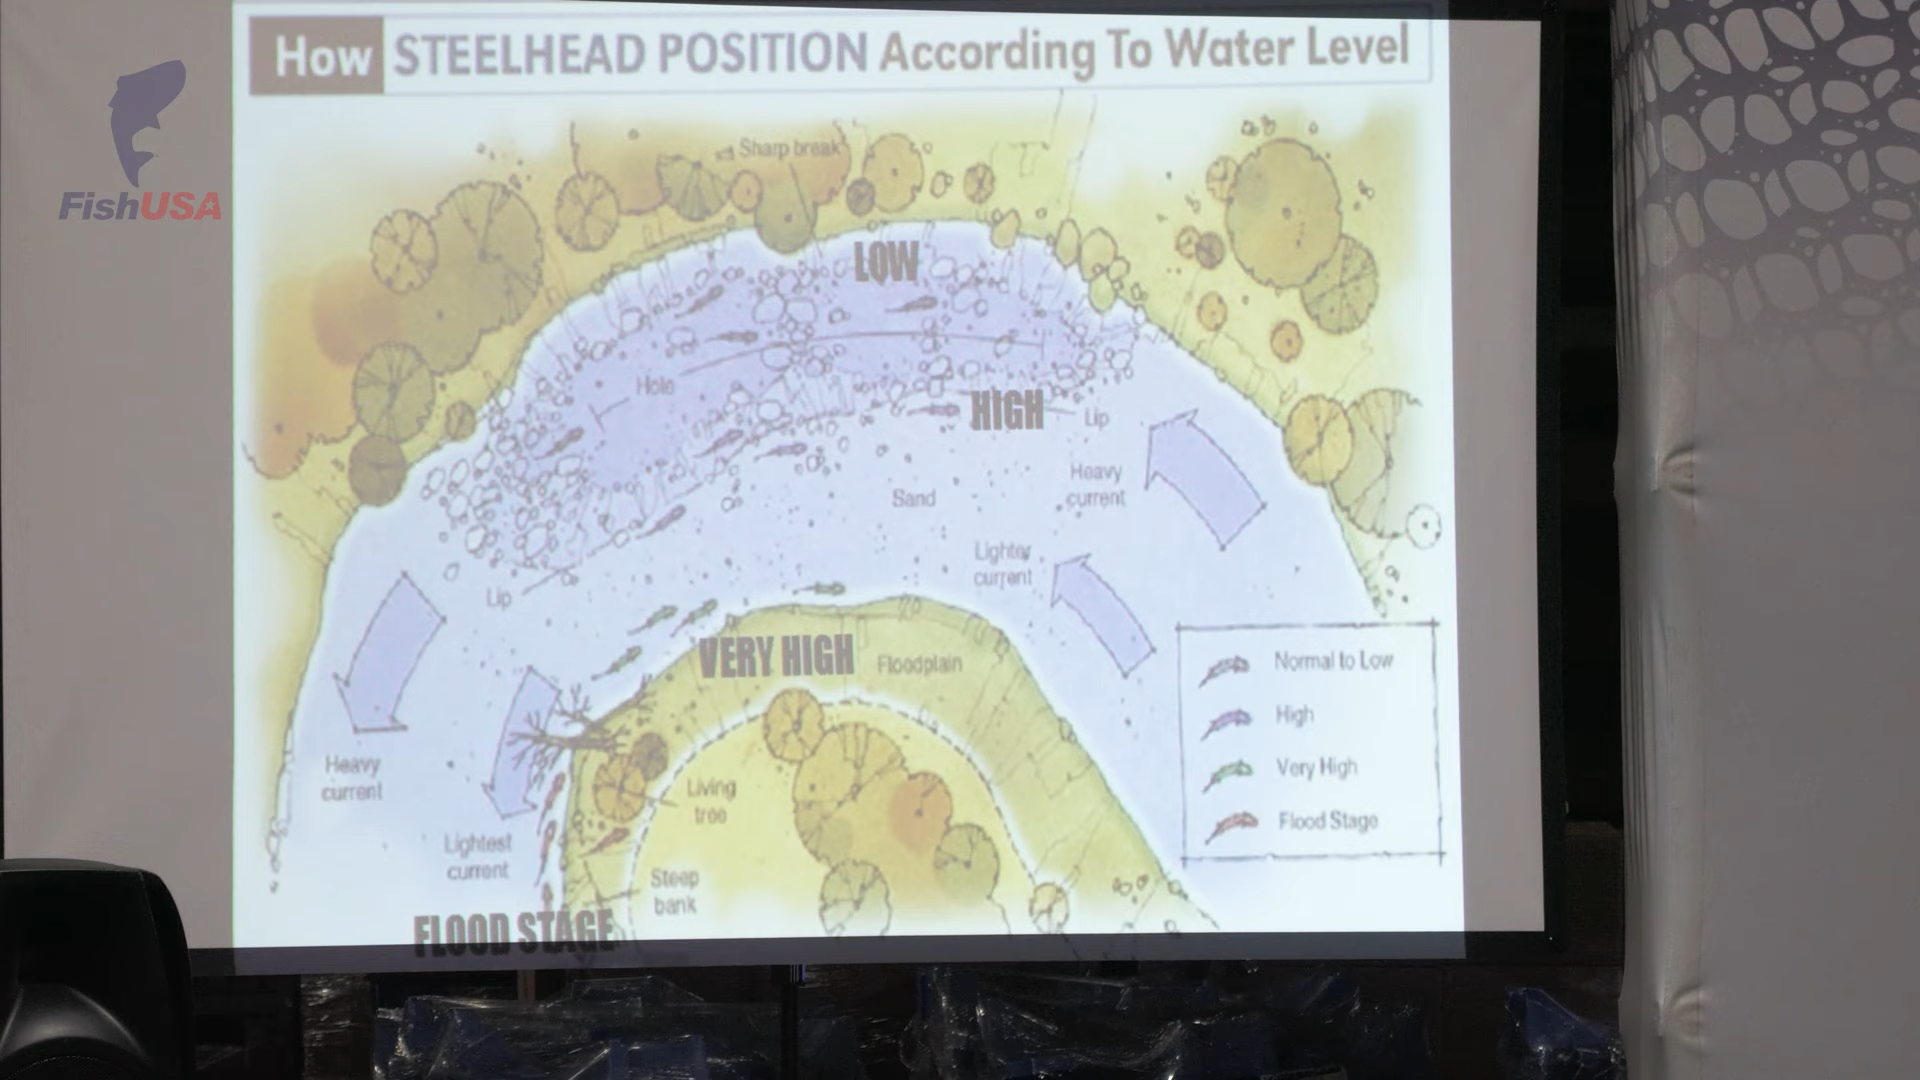 How STEELHEAD POSITION According To Water Level
FishUSA
Sharp break
LOW
Hole
HIGH
Lip
Heavy
current
Sand
Lighter
current
Lip
VERY HIGH
Floodplain
Normal to Low
High
Very High
Flood Stage
Heavy
current
Living
tree
Lightest
current
Steep
bank
FLOOD STAGE